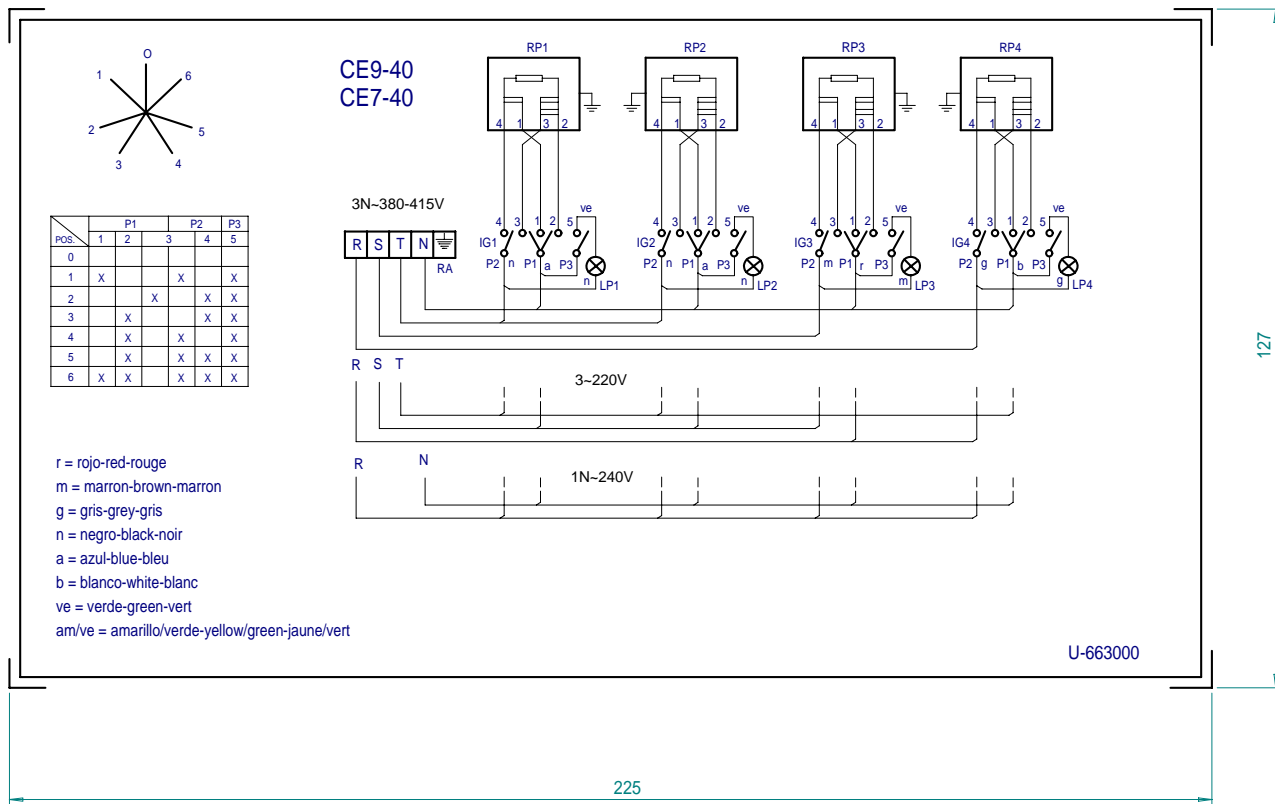 O
1 6
2 5
3 4
CE9-40
CE7-40
RP1 RP2 RP3 RP4
4 1 3 2 4 1 3 2 4 1 3 2 4 1 3 2
3N~380-415V
R S T N
RA
ve ve ve ve
4 3 1 2 5 4 3 1 2 5 4 3 1 2 5 4 3 1 2 5
IG1 IG2 IG3 IG4
P2 n P1 a P3 P2 n P1 a P3 P2 m P1 r P3 P2 g P1 b P3
n LP1 n LP2 m LP3 g LP4
P1 P2 P3
POS. 1 2 3 4 5
0
1 X X X
2 X X X
3 X X X
4 X X X
5 X X X X
6 X X X X X
R S T
3~220V
R N
1N~240V
r = rojo-red-rouge
m = marron-brown-marron
g = gris-grey-gris
n = negro-black-noir
a = azul-blue-bleu
b = blanco-white-blanc
ve = verde-green-vert
am/ve = amarillo/verde-yellow/green-jaune/vert
U-663000
127
225